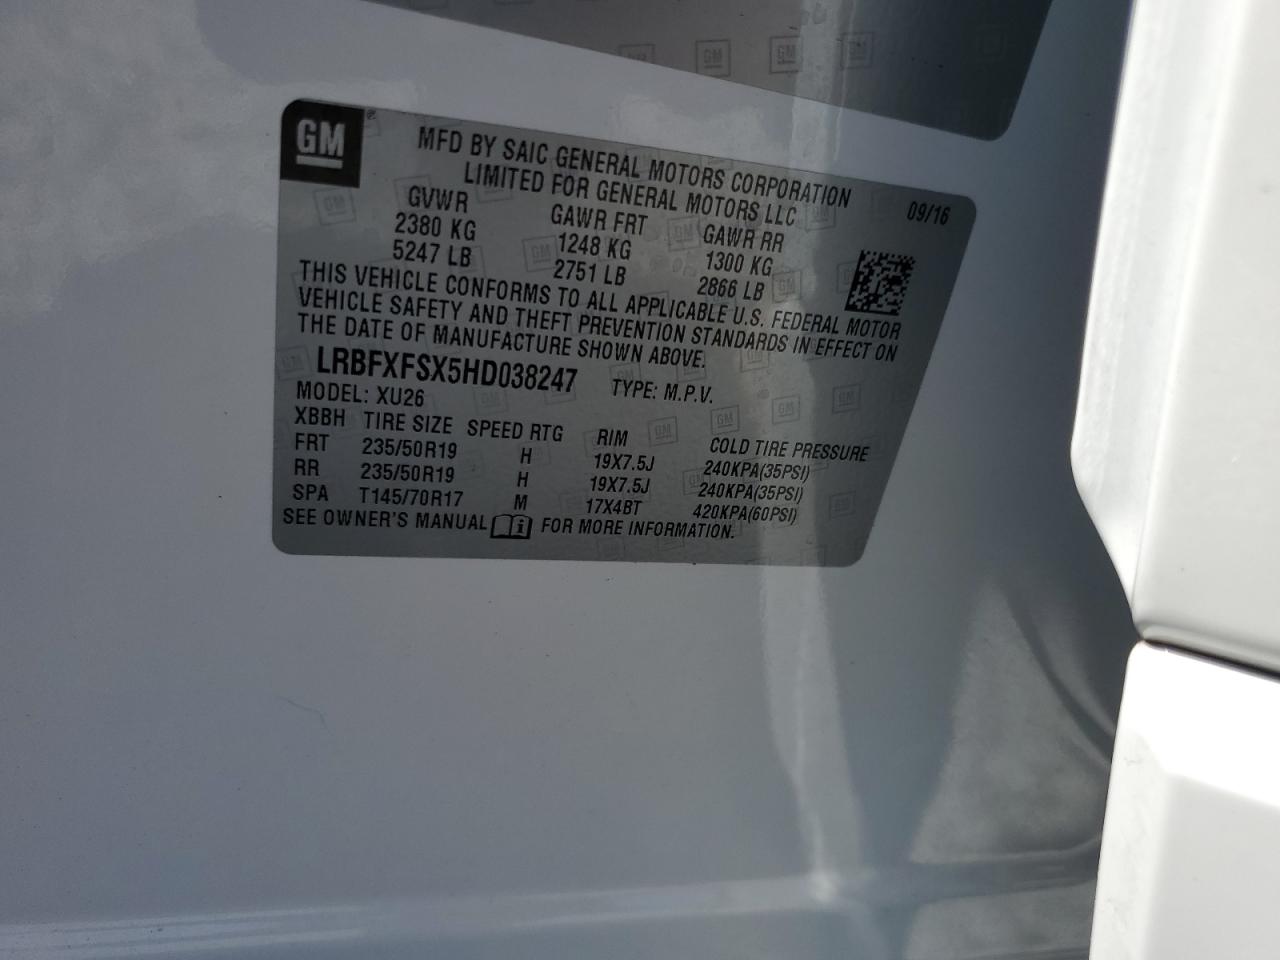 GM
MFD BY SAIC GENERAL MOTORS CORPORATION
LIMITED FOR GENERAL MOTORS LLC
09/16
GVWR GAWR FRT GAWR RR
2380 KG 1248 KG 1300 KG
5247 LB 2751 LB 2866 LB
THIS VEHICLE CONFORMS TO ALL APPLICABLE U.S. FEDERAL MOTOR
VEHICLE SAFETY AND THEFT PREVENTION STANDARDS IN EFFECT ON
THE DATE OF MANUFACTURE SHOWN ABOVE.
LRBFXFSX5HD038247 TYPE: M.P.V.
MODEL: XU26
XBBH TIRE SIZE SPEED RTG RIM COLD TIRE PRESSURE
FRT 235/50R19 H 19X7.5J 240KPA(35PSI)
RR 235/50R19 H 19X7.5J 240KPA(35PSI)
SPA T145/70R17 M 17X4BT 420KPA(60PSI)
SEE OWNER'S MANUAL FOR MORE INFORMATION.